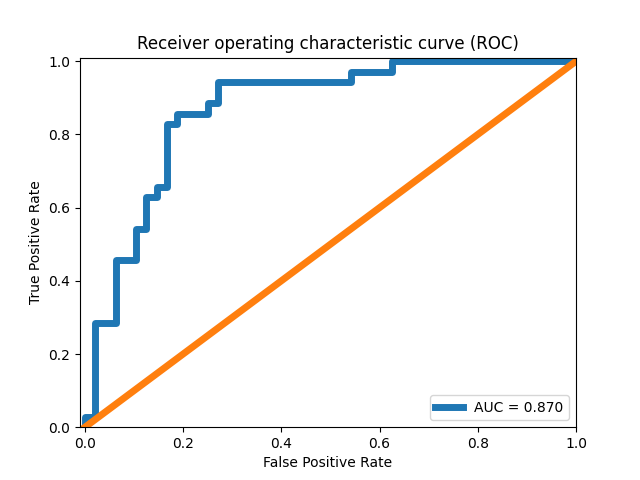 Receiver operating characteristic curve (ROC)
1.0
0.8
0.6
0.4
0.2
0.0
True Positive Rate
AUC = 0.870
0.0 0.2 0.4 0.6 0.8 1.0
False Positive Rate